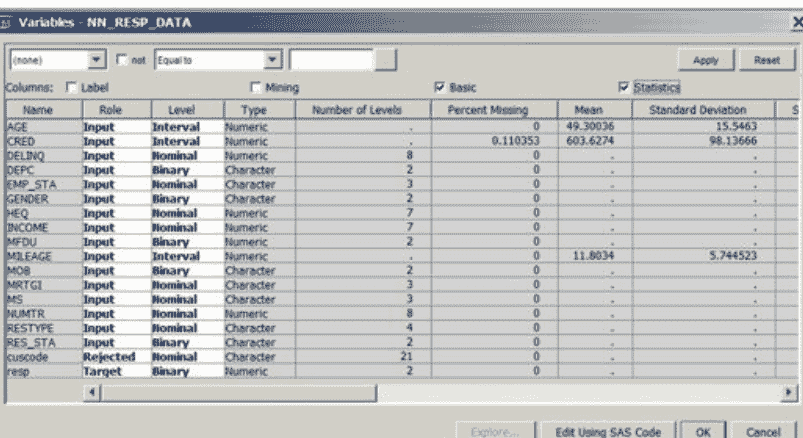 Variables - NN_RESP_DATA
(none) not Equal to Apply Reset
Columns: Label Mining Basic Statistics
Name Role Level Type Number of Levels Percent Missing Mean Standard Deviation S
AGE Input Interval Numeric . 0 49.30036 15.5463
CRED Input Interval Numeric . 0.110353 603.6274 98.13666
DELINQ Input Nominal Numeric 8 0 . .
DEPC Input Binary Character 2 0 . .
EMP_STA Input Nominal Character 3 0 . .
GENDER Input Binary Character 2 0 . .
HEQ Input Nominal Numeric 7 0 . .
INCOME Input Nominal Numeric 7 0 . .
MFDU Input Binary Numeric 2 0 . .
MILEAGE Input Interval Numeric . 0 11.8034 5.744523
MOB Input Binary Character 2 0 . .
MRTGI Input Nominal Character 3 0 . .
MS Input Nominal Character 3 0 . .
NUMTR Input Nominal Numeric 8 0 . .
RESTYPE Input Nominal Character 4 0 . .
RES_STA Input Binary Character 2 0 . .
cuscode Rejected Nominal Character 21 0 . .
resp Target Binary Numeric 2 0 . .
Explore... Edit Using SAS Code OK Cancel